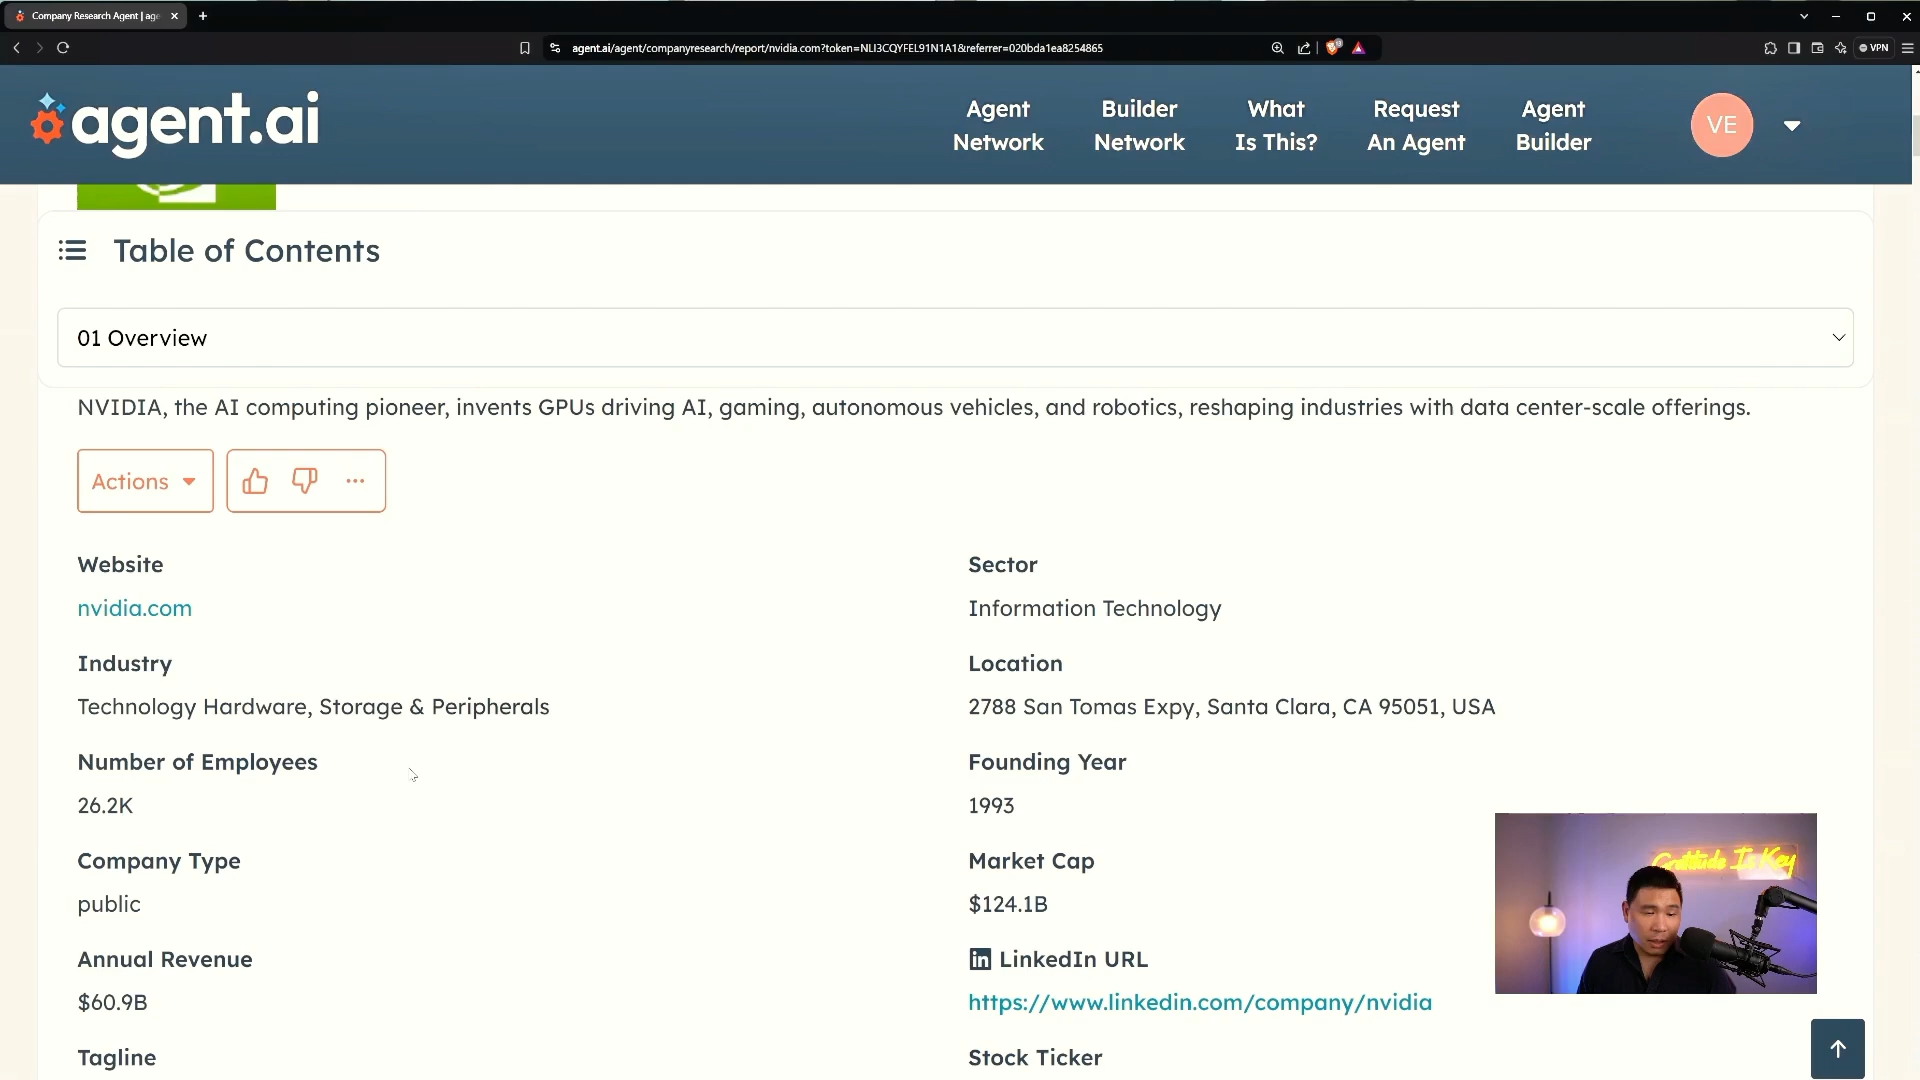 Company Research Agent | age
agent.ai/agent/companyresearch/report/nvidia.com?token=NLI3CQYFEL91N1A1&referrer=020bda1ea8254865
VPN
agent.ai
Agent Network
Builder Network
What Is This?
Request An Agent
Agent Builder
VE
Table of Contents
01 Overview
NVIDIA, the AI computing pioneer, invents GPUs driving AI, gaming, autonomous vehicles, and robotics, reshaping industries with data center-scale offerings.
Actions
Website
nvidia.com
Sector
Information Technology
Industry
Technology Hardware, Storage & Peripherals
Location
2788 San Tomas Expy, Santa Clara, CA 95051, USA
Number of Employees
26.2K
Founding Year
1993
Company Type
public
Market Cap
$124.1B
Annual Revenue
$60.9B
in LinkedIn URL
https://www.linkedin.com/company/nvidia
Tagline
Stock Ticker
Gratitude Is Key